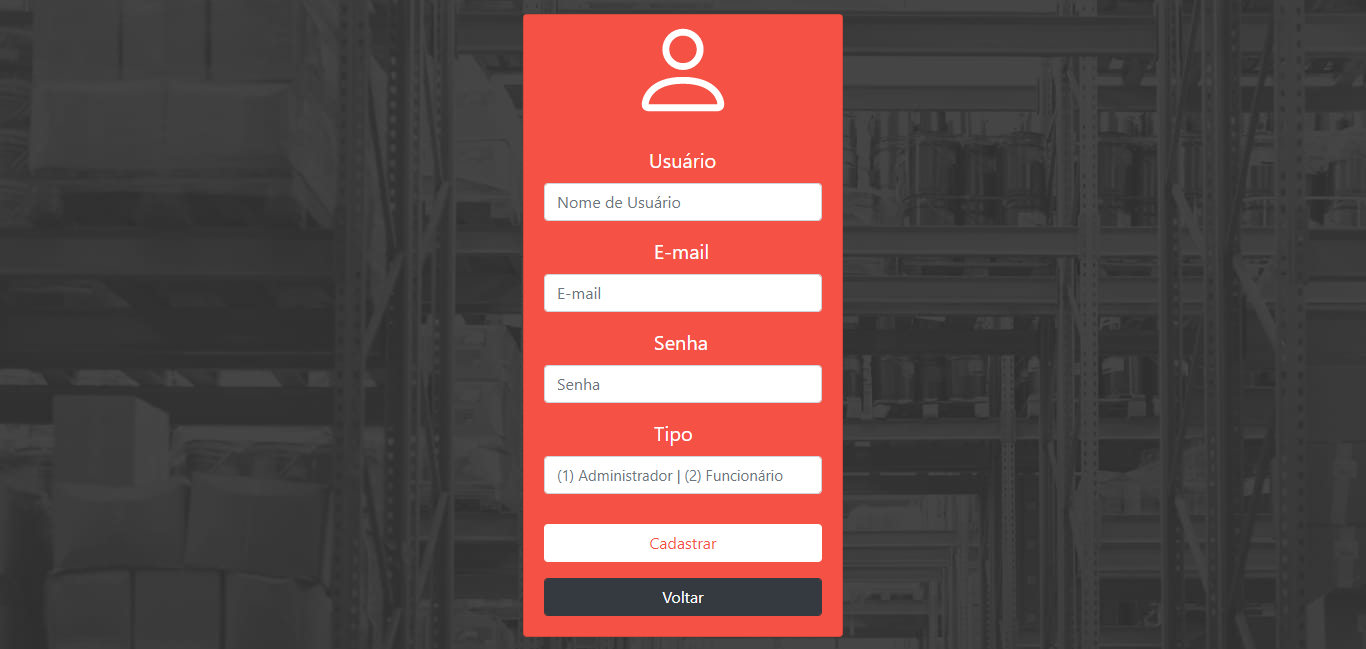 Usuário
Nome de Usuário
E-mail
E-mail
Senha
Senha
Tipo
(1) Administrador | (2) Funcionário
Cadastrar
Voltar